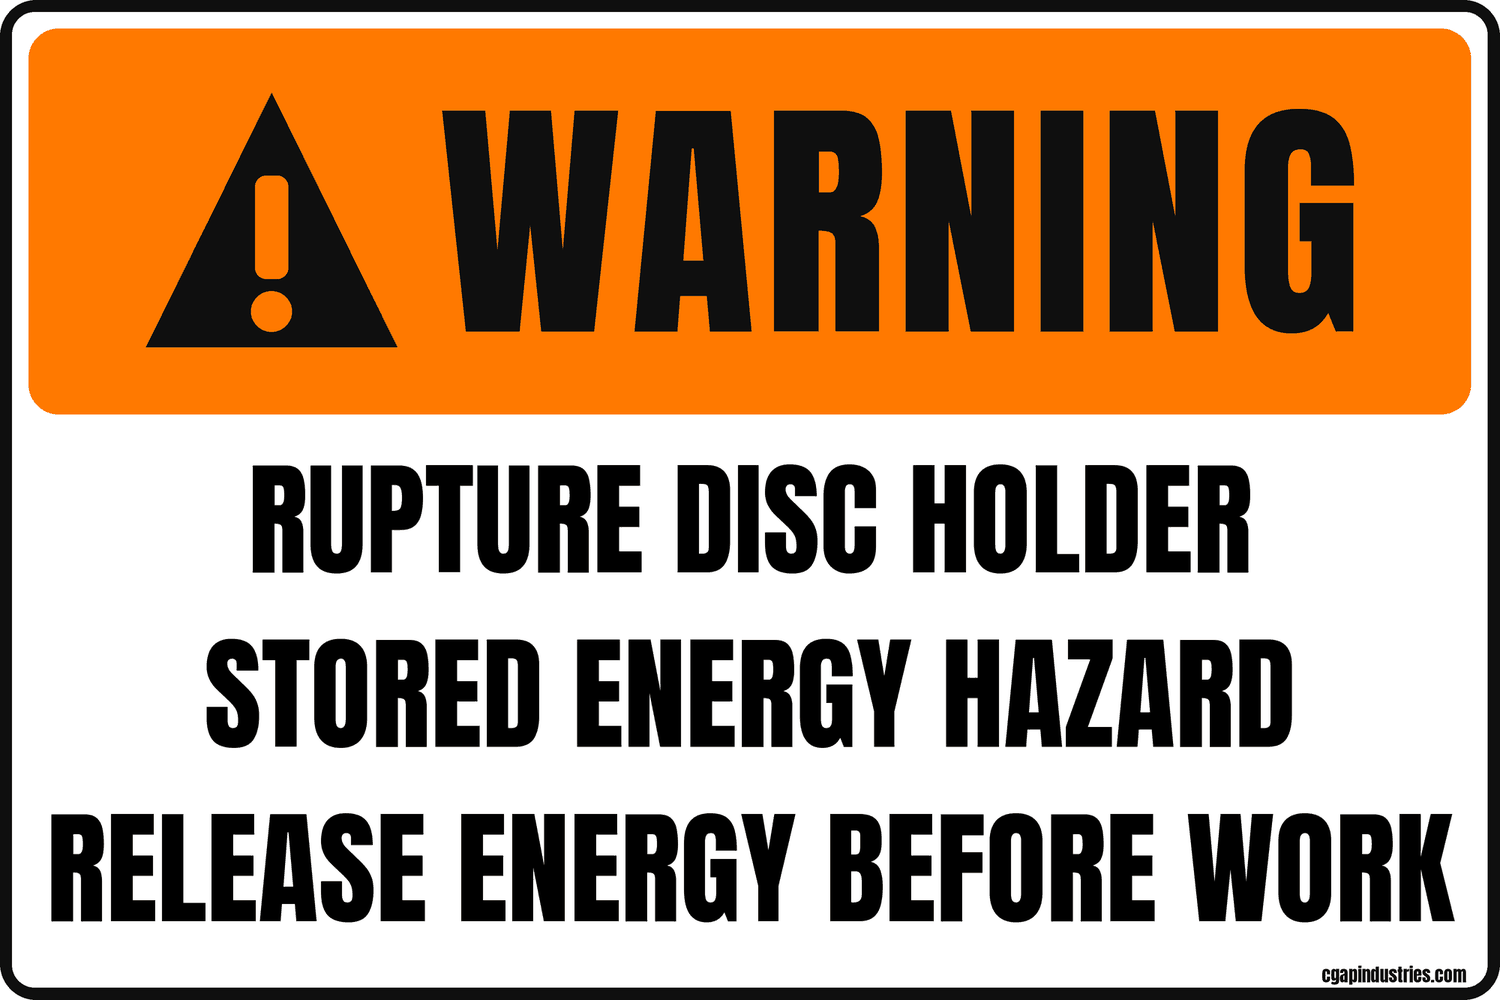 WARNING
RUPTURE DISC HOLDER
STORED ENERGY HAZARD
RELEASE ENERGY BEFORE WORK
cgapindustries.com